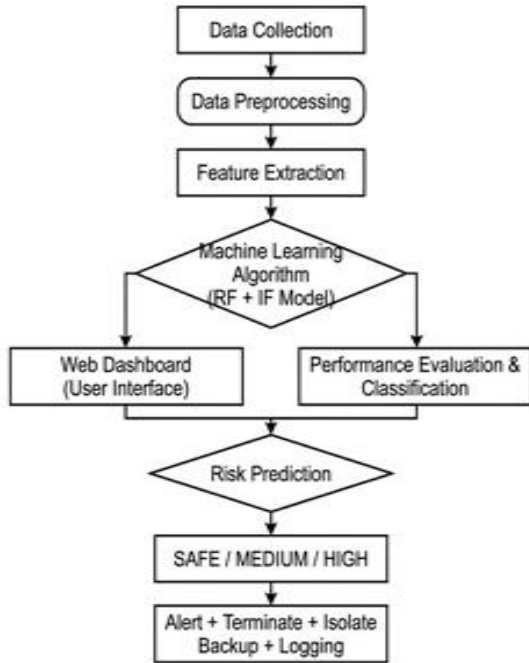 Data Collection
Data Preprocessing
Feature Extraction
Machine Learning
Algorithm
(RF + IF Model)
Web Dashboard
(User Interface)
Performance Evaluation &
Classification
Risk Prediction
SAFE / MEDIUM / HIGH
Alert + Terminate + Isolate
Backup + Logging